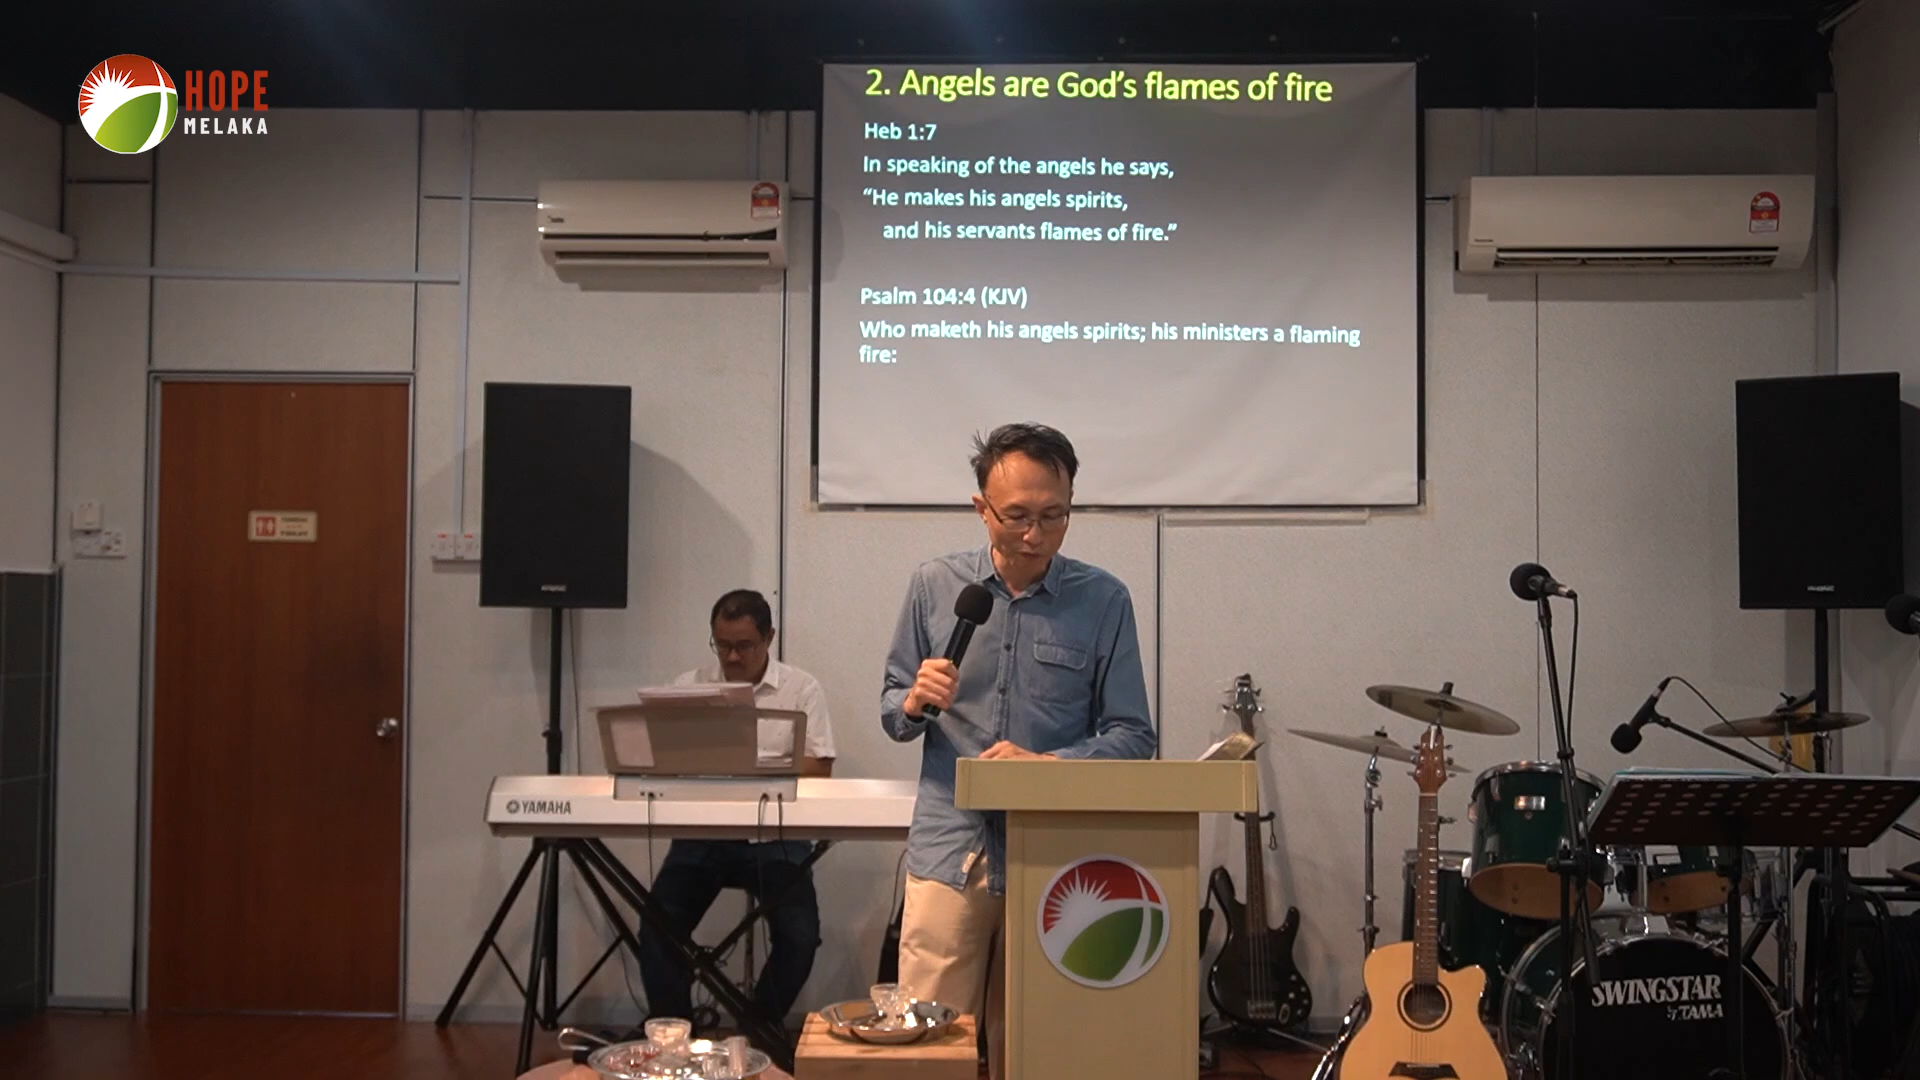 HOPE
MELAKA
2. Angels are God's flames of fire
Heb 1:7
In speaking of the angels he says,
“He makes his angels spirits,
and his servants flames of fire.”
Psalm 104:4 (KJV)
Who maketh his angels spirits; his ministers a flaming
fire:
TANDAS
TOILET
YAMAHA
SWINGSTAR
TAMA